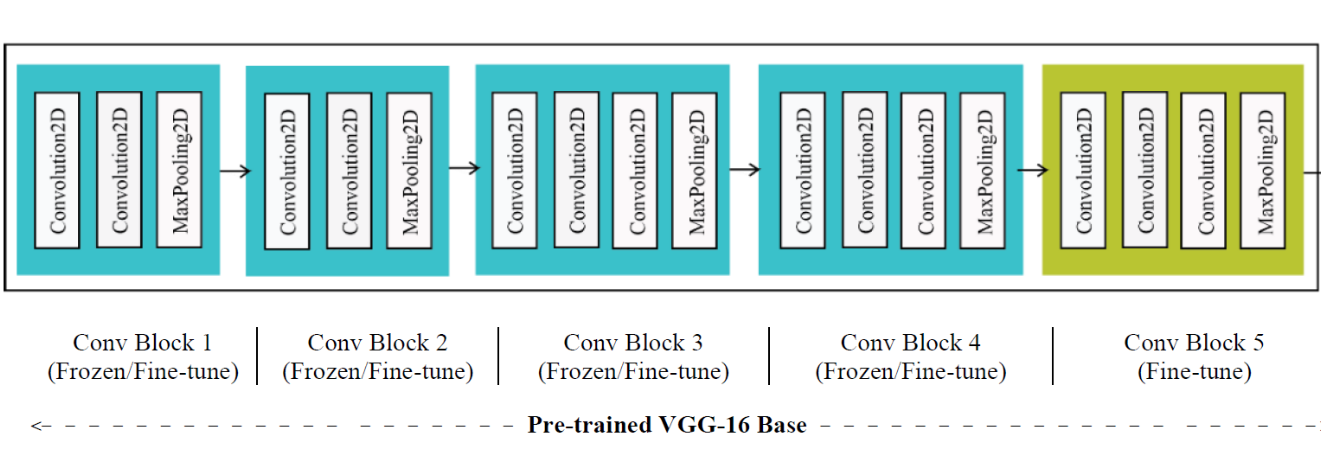 Convolution2D
Convolution2D
MaxPooling2D
Convolution2D
Convolution2D
MaxPooling2D
Convolution2D
Convolution2D
Convolution2D
MaxPooling2D
Convolution2D
Convolution2D
Convolution2D
MaxPooling2D
Convolution2D
Convolution2D
Convolution2D
MaxPooling2D
Conv Block 1
(Frozen/Fine-tune)
Conv Block 2
(Frozen/Fine-tune)
Conv Block 3
(Frozen/Fine-tune)
Conv Block 4
(Frozen/Fine-tune)
Conv Block 5
(Fine-tune)
Pre-trained VGG-16 Base